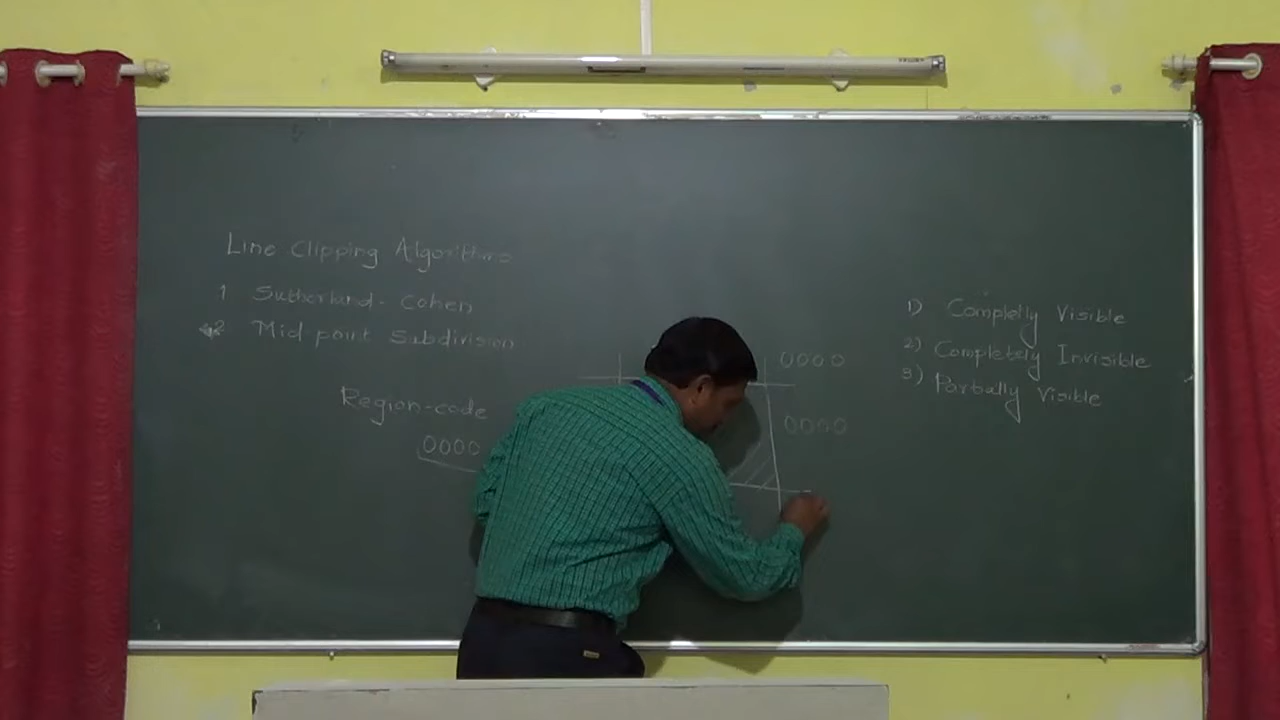 Line Clipping Algorithms
1 Sutherland - Cohen
2 Mid point Subdivision
Region-code
0000
0000
0000
1) Completly Visible
2) Completely Invisible
3) Partially Visible